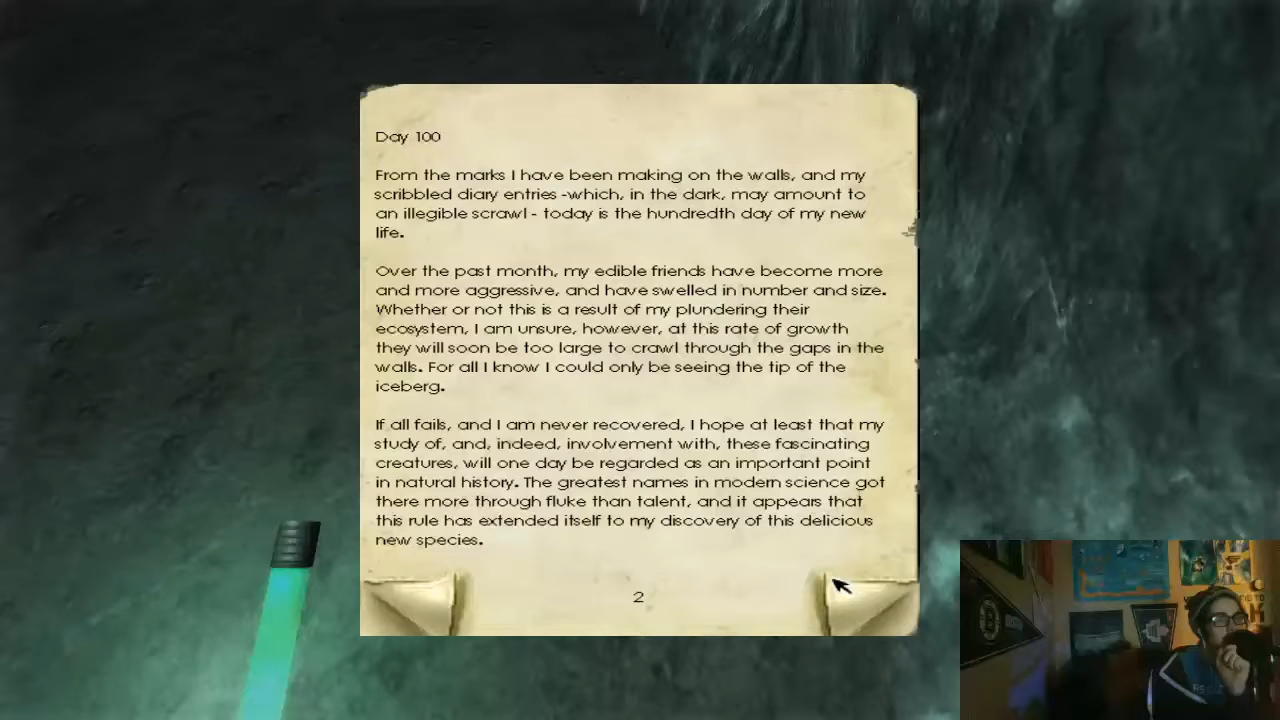 Day 100
From the marks I have been making on the walls, and my
scribbled diary entries -which, in the dark, may amount to
an illegible scrawl - today is the hundredth day of my new
life.
Over the past month, my edible friends have become more
and more aggressive, and have swelled in number and size.
Whether or not this is a result of my plundering their
ecosystem, I am unsure, however, at this rate of growth
they will soon be too large to crawl through the gaps in the
walls. For all I know I could only be seeing the tip of the
iceberg.
If all fails, and I am never recovered, I hope at least that my
study of, and, indeed, involvement with, these fascinating
creatures, will one day be regarded as an important point
in natural history. The greatest names in modern science got
there more through fluke than talent, and it appears that
this rule has extended itself to my discovery of this delicious
new species.
2